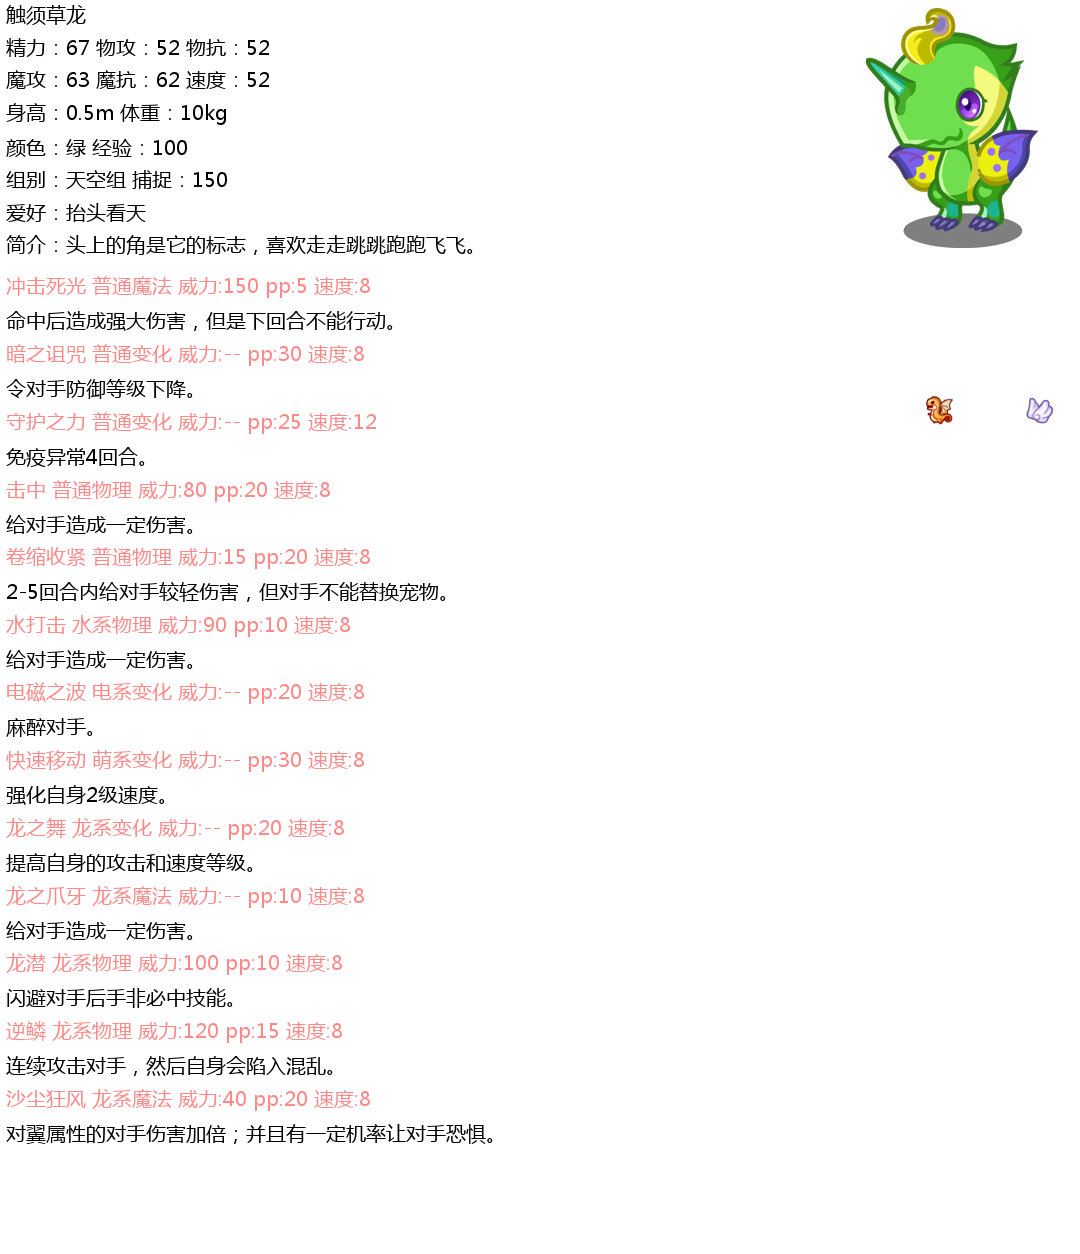 触须草龙
精力：67 物攻：52 物抗：52
魔攻：63 魔抗：62 速度：52
身高：0.5m 体重：10kg
颜色：绿 经验：100
组别：天空组 捕捉：150
爱好：抬头看天
简介：头上的角是它的标志，喜欢走走跳跳跑跑飞飞。
冲击死光 普通魔法 威力:150 pp:5 速度:8
命中后造成强大伤害，但是下回合不能行动。
暗之诅咒 普通变化 威力:-- pp:30 速度:8
令对手防御等级下降。
守护之力 普通变化 威力:-- pp:25 速度:12
免疫异常4回合。
击中 普通物理 威力:80 pp:20 速度:8
给对手造成一定伤害。
卷缩收紧 普通物理 威力:15 pp:20 速度:8
2-5回合内给对手较轻伤害，但对手不能替换宠物。
水打击 水系物理 威力:90 pp:10 速度:8
给对手造成一定伤害。
电磁之波 电系变化 威力:-- pp:20 速度:8
麻醉对手。
快速移动 萌系变化 威力:-- pp:30 速度:8
强化自身2级速度。
龙之舞 龙系变化 威力:-- pp:20 速度:8
提高自身的攻击和速度等级。
龙之爪牙 龙系魔法 威力:-- pp:10 速度:8
给对手造成一定伤害。
龙潜 龙系物理 威力:100 pp:10 速度:8
闪避对手后手非必中技能。
逆鳞 龙系物理 威力:120 pp:15 速度:8
连续攻击对手，然后自身会陷入混乱。
沙尘狂风 龙系魔法 威力:40 pp:20 速度:8
对翼属性的对手伤害加倍；并且有一定机率让对手恐惧。